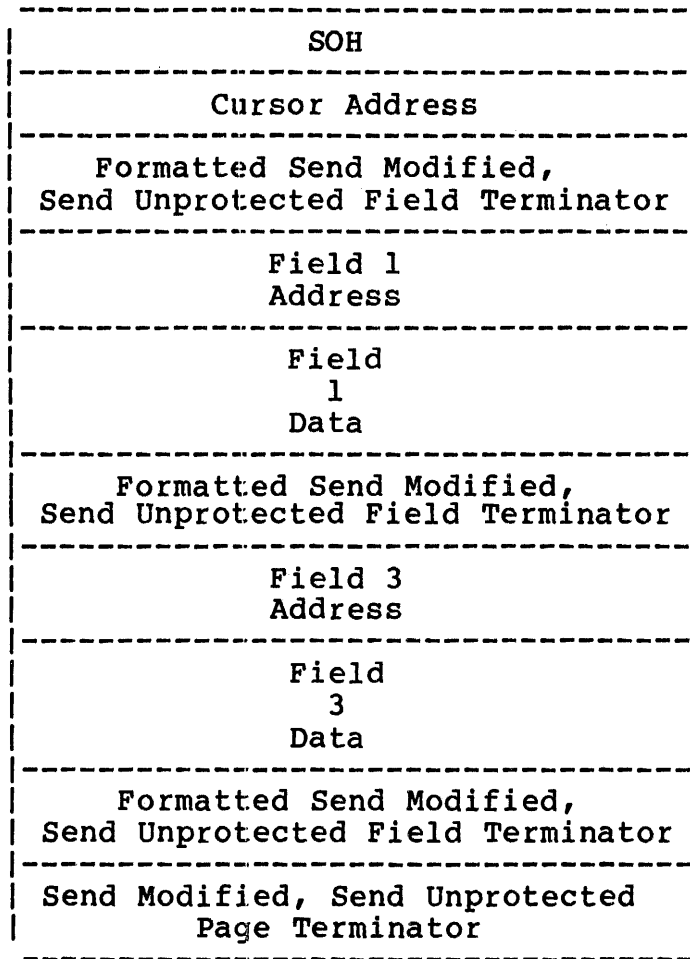 SOH
Cursor Address
Formatted Send Modified,
Send Unprotected Field Terminator
Field 1
Address
Field
1
Data
Formatted Send Modified,
Send Unprotected Field Terminator
Field 3
Address
Field
3
Data
Formatted Send Modified,
Send Unprotected Field Terminator
Send Modified, Send Unprotected
Page Terminator